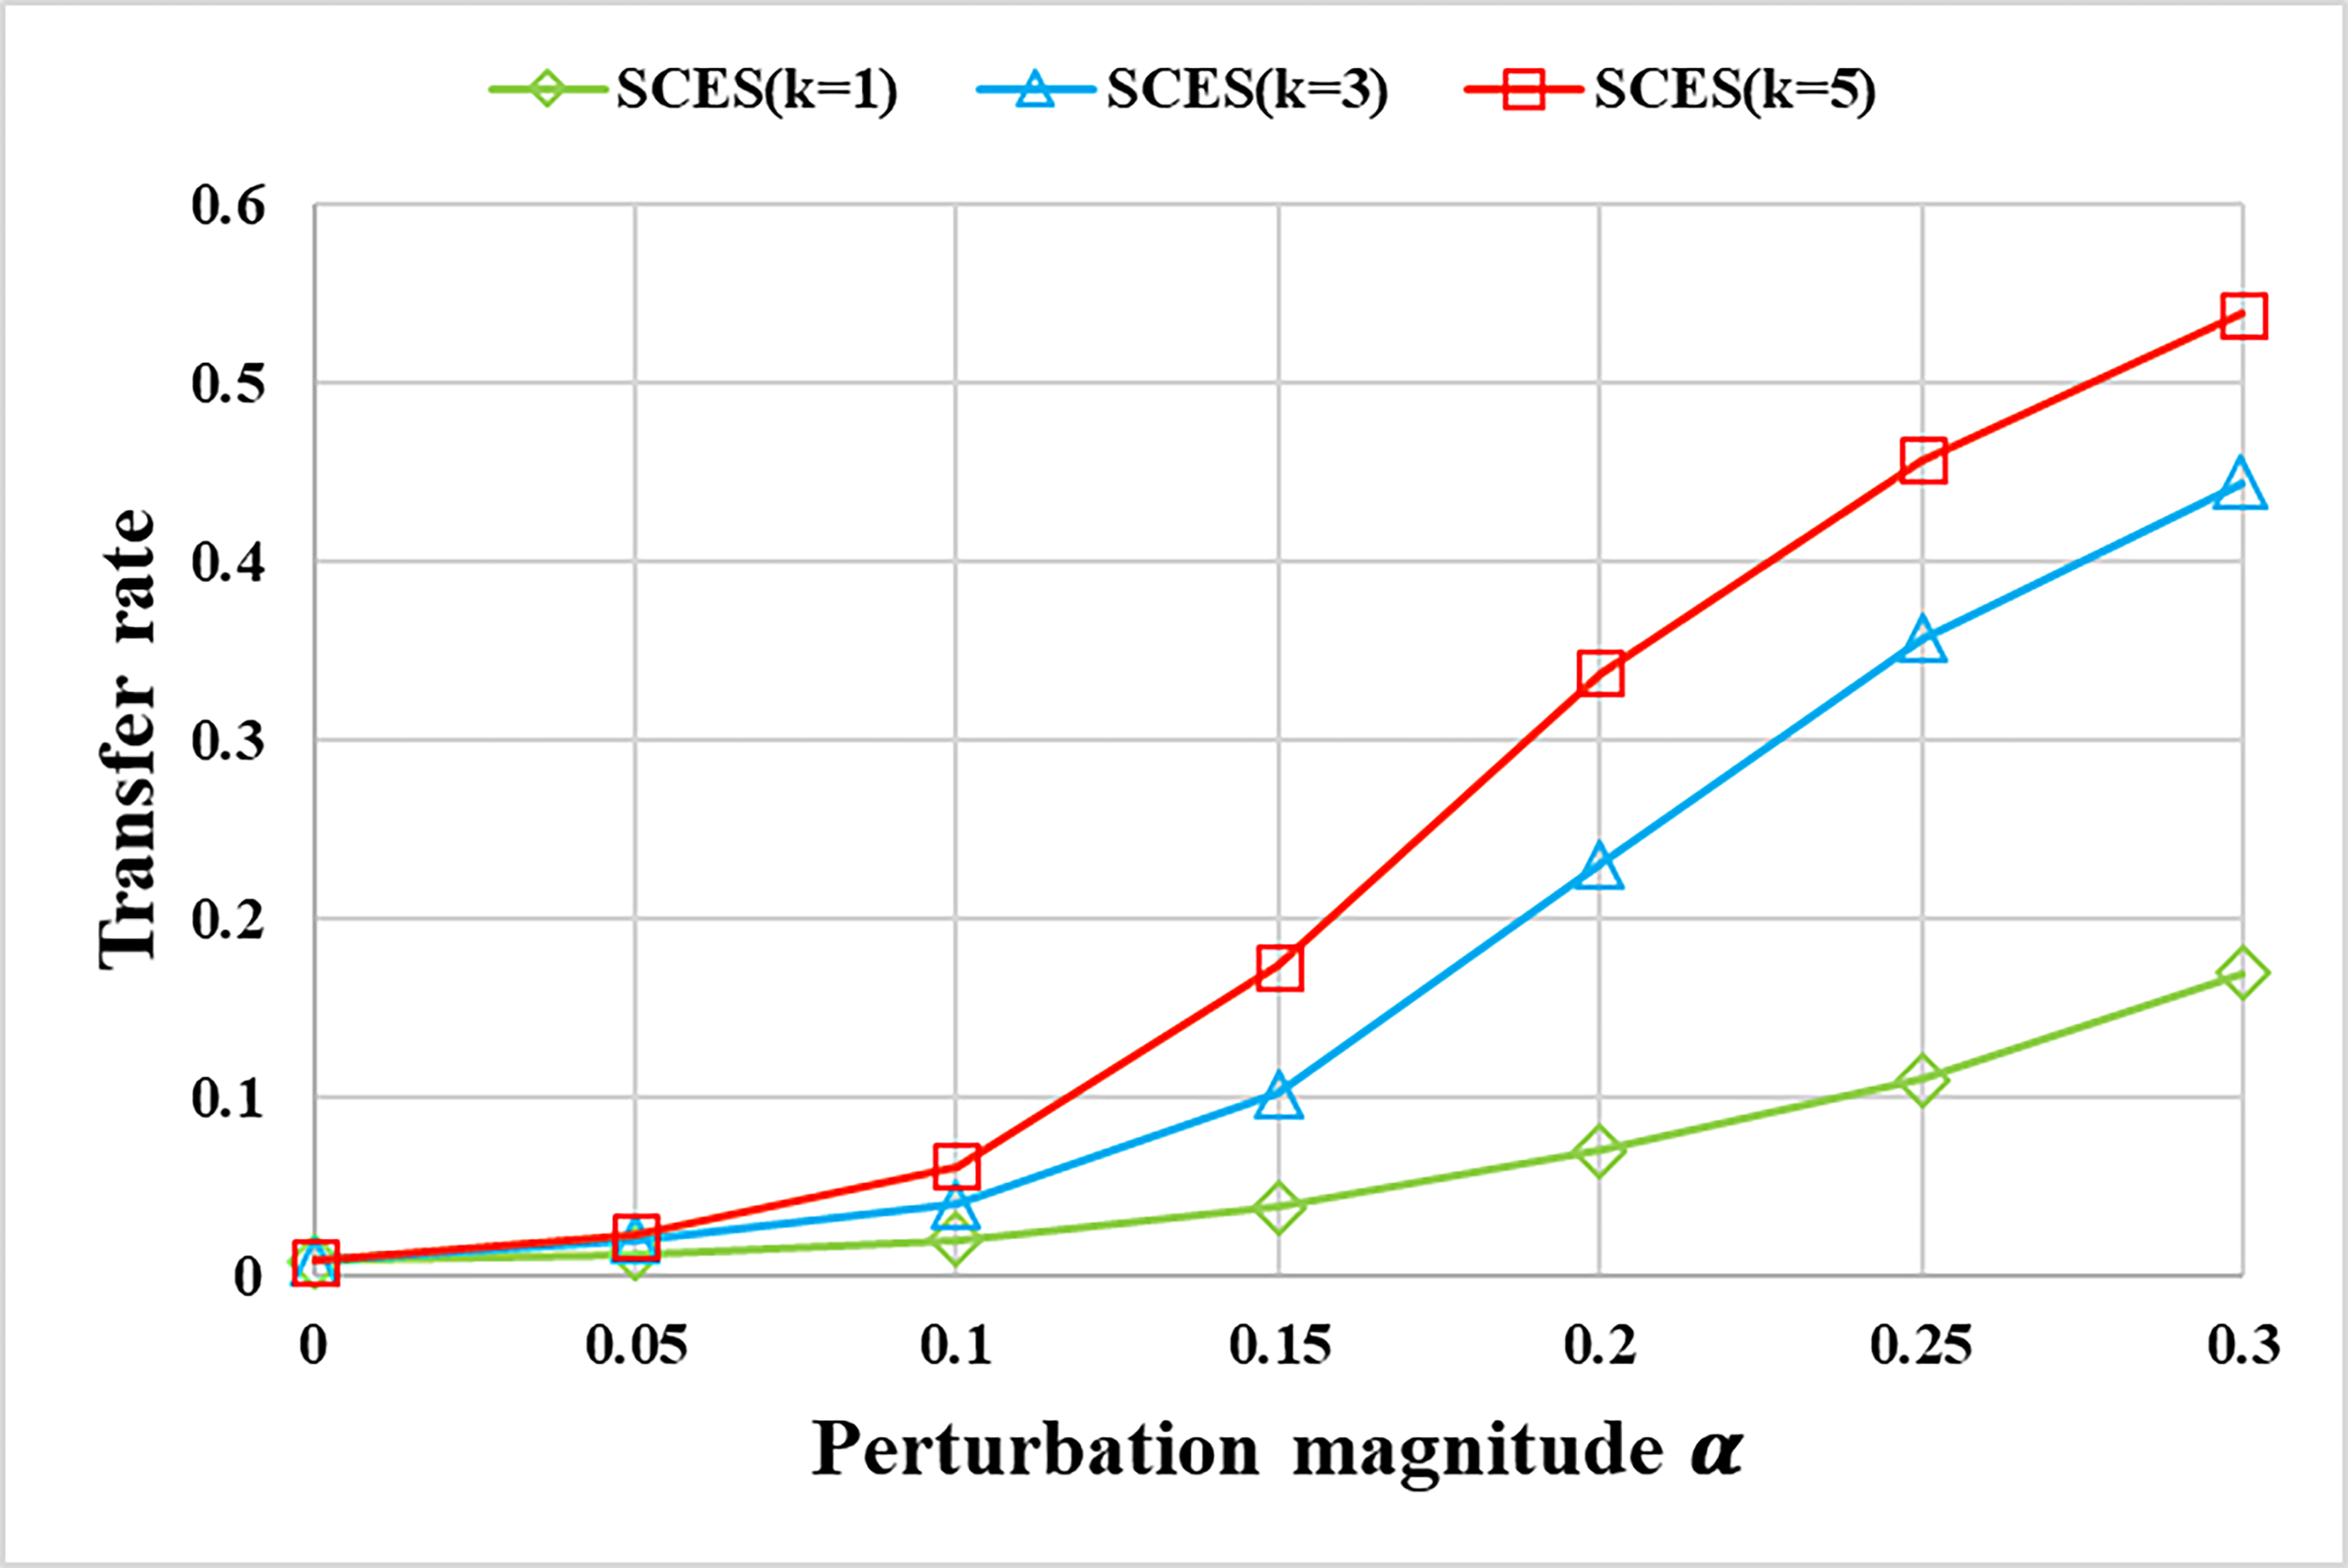 SCES(k=1) SCES(k=3) SCES(k=5)
0.6
0.5
0.4
0.3
0.2
0.1
0
Transfer rate
0 0.05 0.1 0.15 0.2 0.25 0.3
Perturbation magnitude α